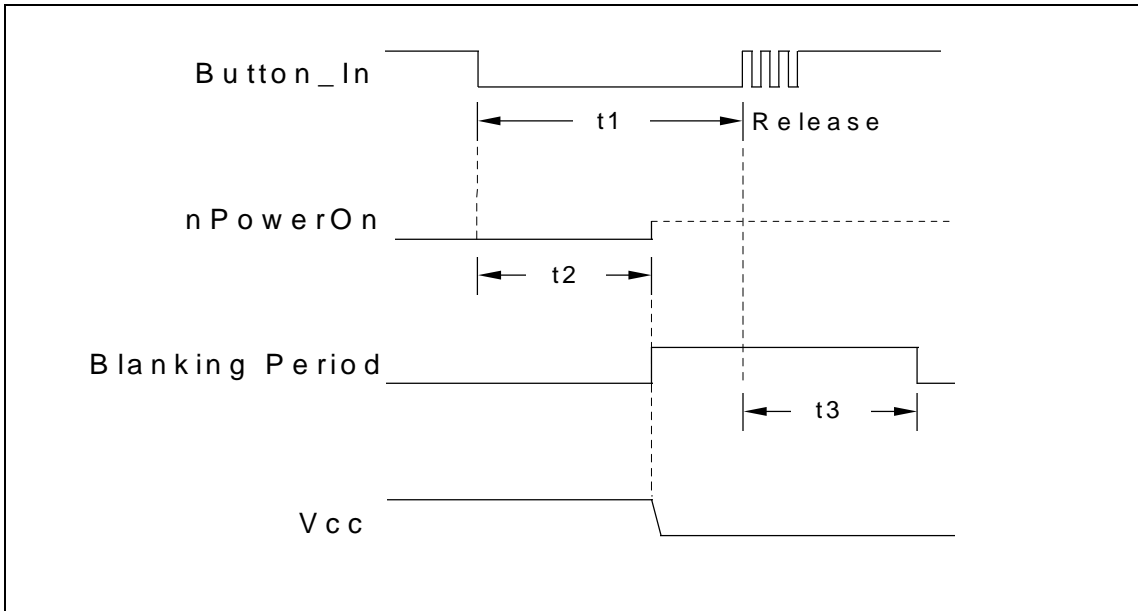 Button_In
t1
Release
nPowerOn
t2
Blanking Period
t3
Vcc